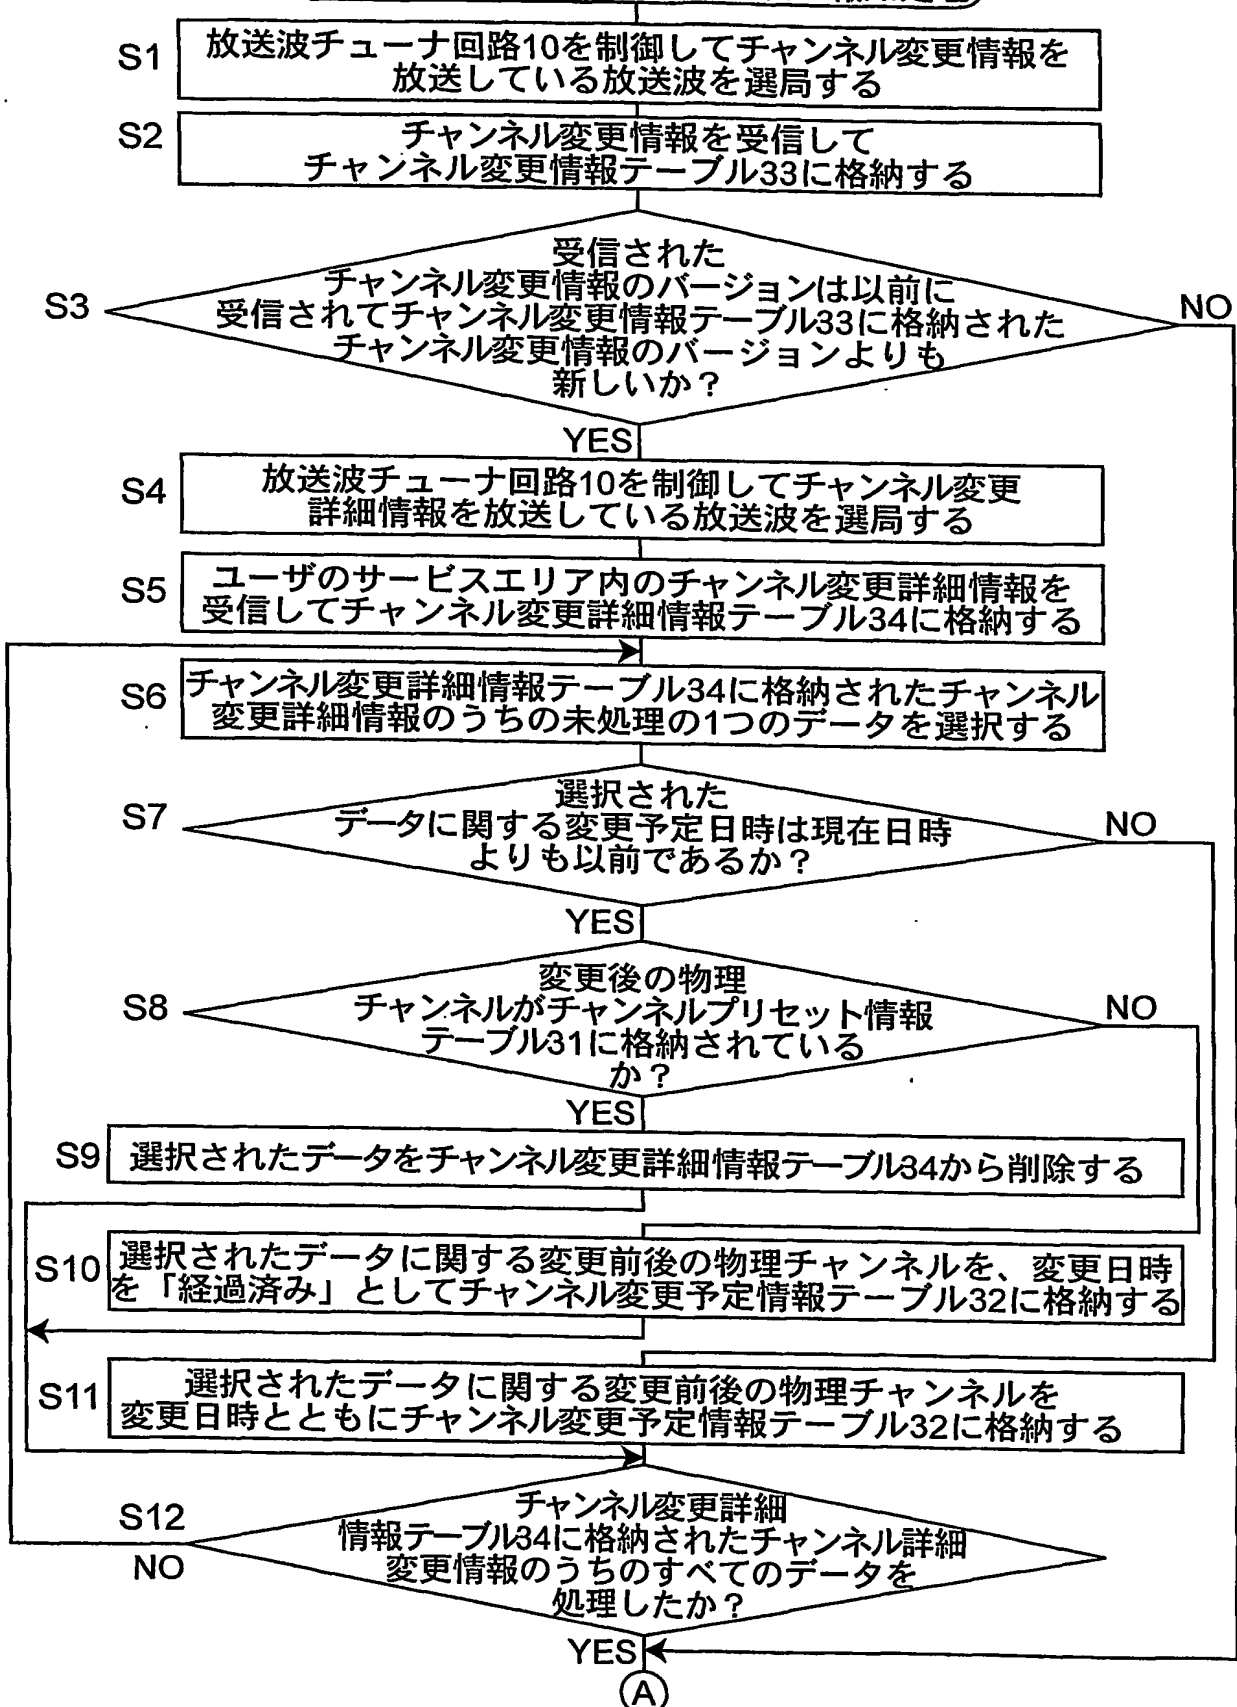 S1
放送波チューナ回路10を制御してチャンネル変更情報を
放送している放送波を選局する
S2
チャンネル変更情報を受信して
チャンネル変更情報テーブル33に格納する
S3
受信された
チャンネル変更情報のバージョンは以前に
受信されてチャンネル変更情報テーブル33に格納された
チャンネル変更情報のバージョンよりも
新しいか?
NO
YES
S4
放送波チューナ回路10を制御してチャンネル変更
詳細情報を放送している放送波を選局する
S5
ユーザのサービスエリア内のチャンネル変更詳細情報を
受信してチャンネル変更詳細情報テーブル34に格納する
S6
チャンネル変更詳細情報テーブル34に格納されたチャンネル
変更詳細情報のうちの未処理の1つのデータを選択する
S7
選択された
データに関する変更予定日時は現在日時
よりも以前であるか?
NO
YES
S8
変更後の物理
チャンネルがチャンネルプリセット情報
テーブル31に格納されている
か?
NO
YES
S9
選択されたデータをチャンネル変更詳細情報テーブル34から削除する
S10
選択されたデータに関する変更前後の物理チャンネルを、変更日時
を「経過済み」としてチャンネル変更予定情報テーブル32に格納する
S11
選択されたデータに関する変更前後の物理チャンネルを
変更日時とともにチャンネル変更予定情報テーブル32に格納する
S12
チャンネル変更詳細
情報テーブル34に格納されたチャンネル詳細
変更情報のうちのすべてのデータを
処理したか?
NO
YES
A